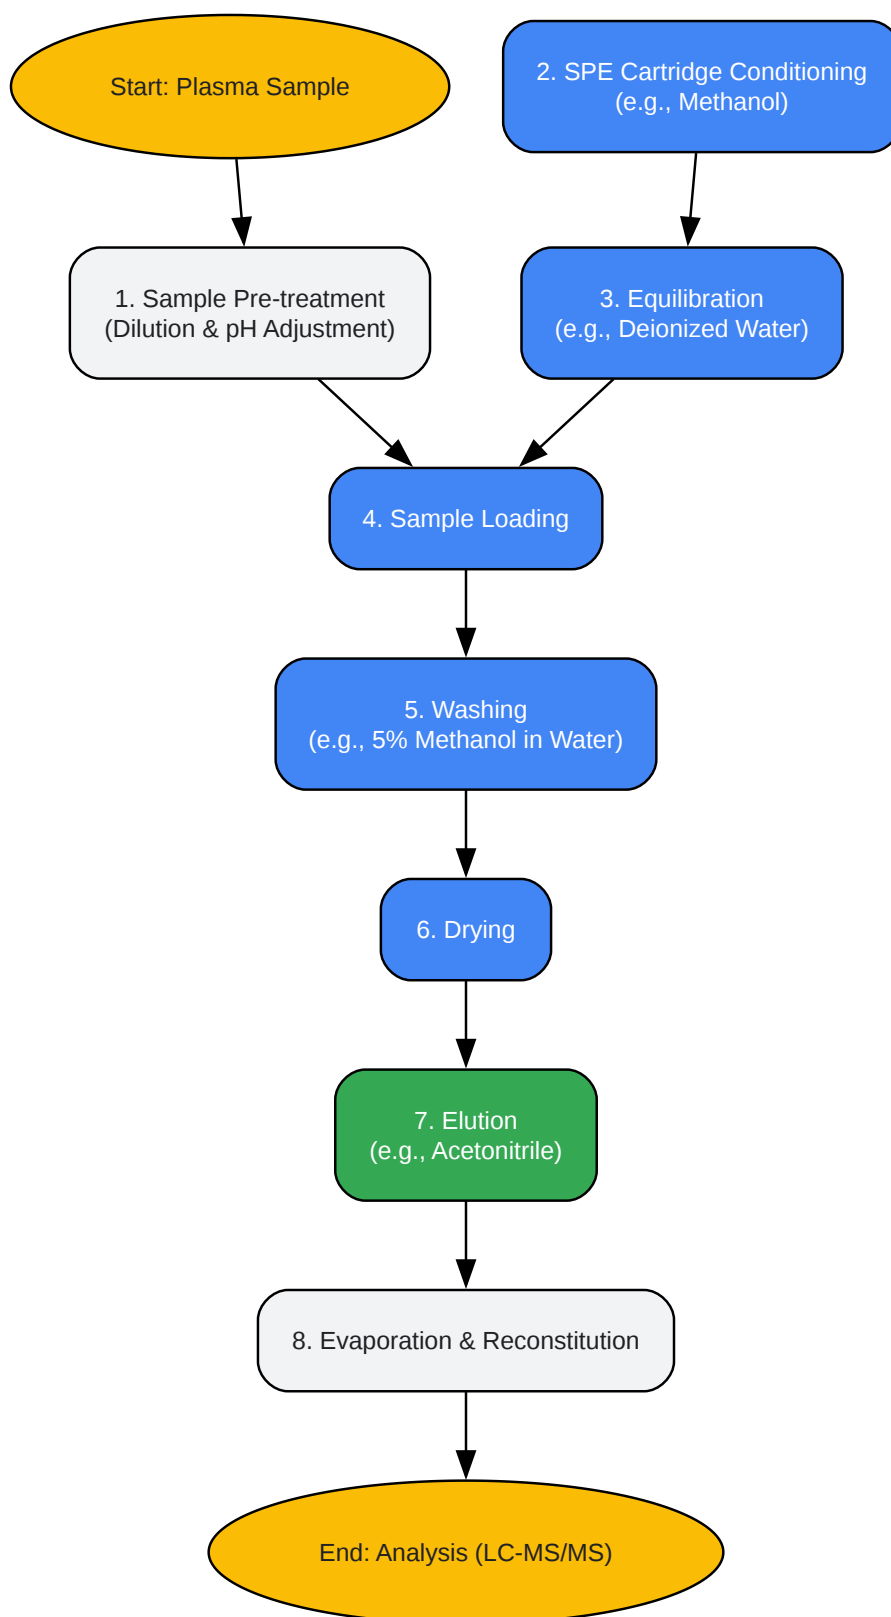 Start: Plasma Sample
2. SPE Cartridge Conditioning
(e.g., Methanol)
1. Sample Pre-treatment
(Dilution & pH Adjustment)
3. Equilibration
(e.g., Deionized Water)
4. Sample Loading
5. Washing
(e.g., 5% Methanol in Water)
6. Drying
7. Elution
(e.g., Acetonitrile)
8. Evaporation & Reconstitution
End: Analysis (LC-MS/MS)